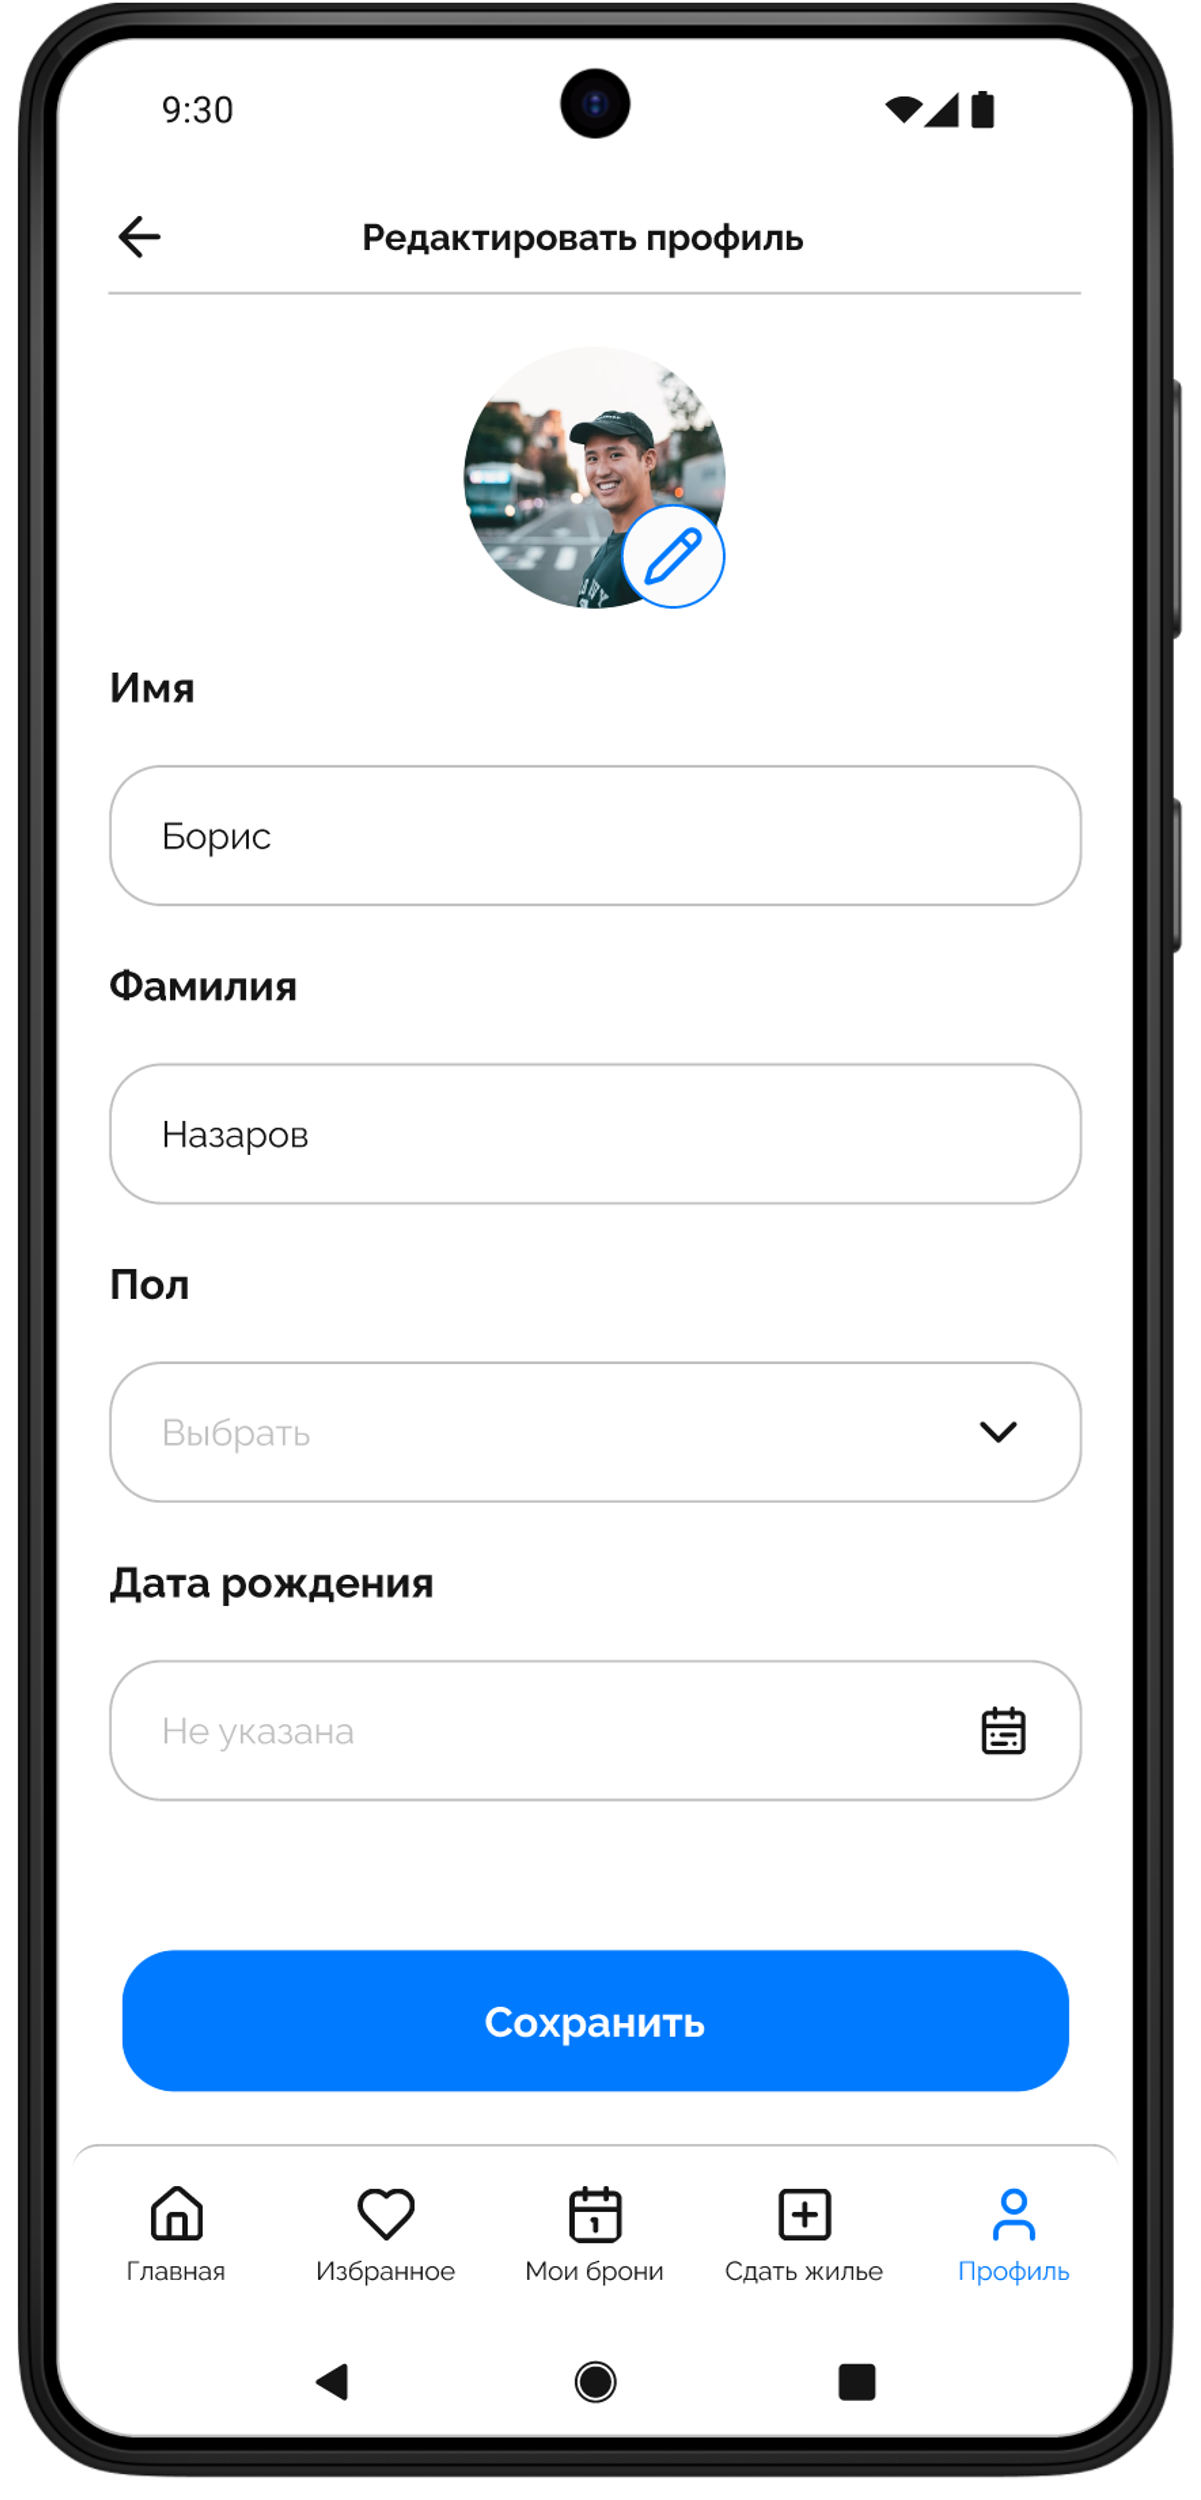 9:30
Редактировать профиль
Имя
Борис
Фамилия
Назаров
Пол
Выбрать
Дата рождения
Не указана
Сохранить
1
Главная
Избранное
Мои брони
Сдать жилье
Профиль